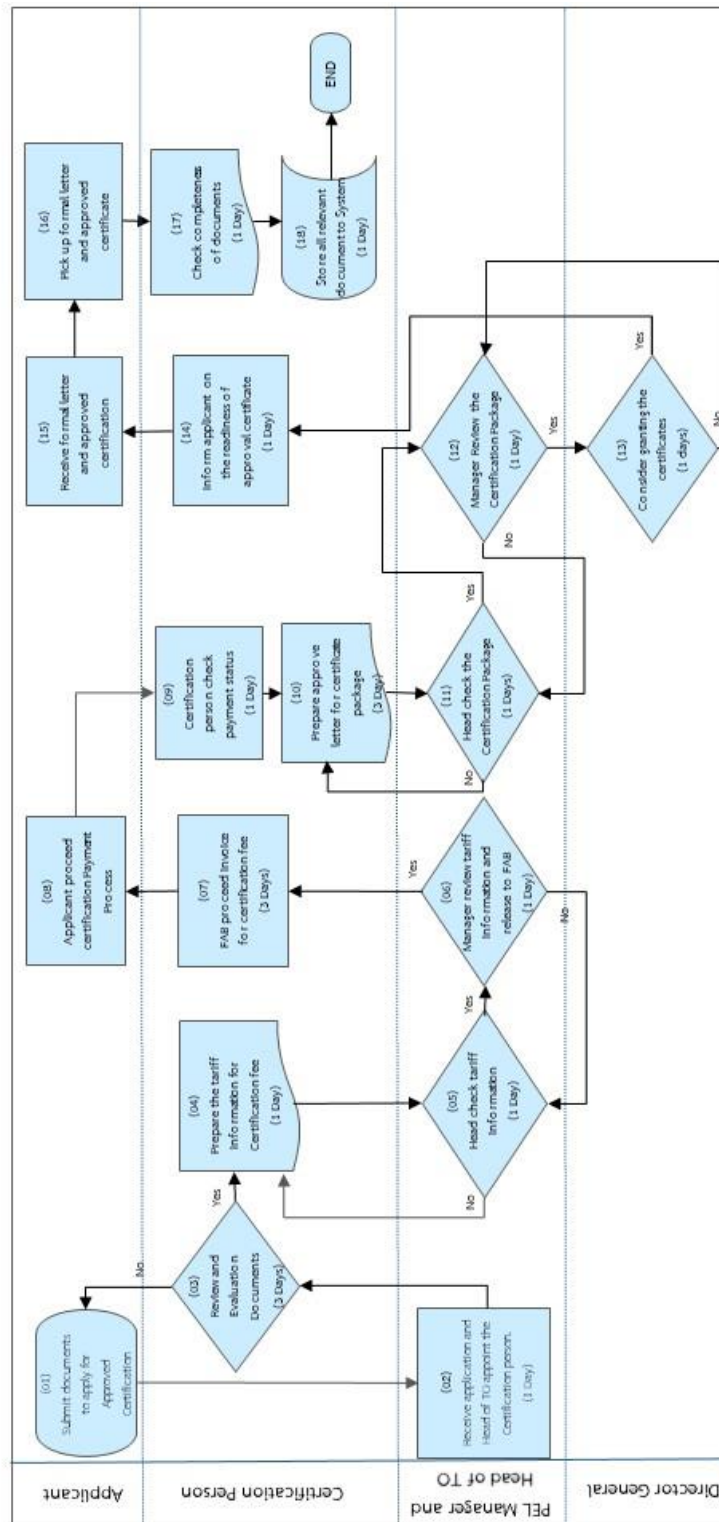 Applicant
Certification Person
PEL Manager and
Head of TO
Director General
(01)
Submit documents
to apply for
Approved
Certification
(02)
Receive application and
Head of TO appoint the
Certification person.
(1 Day)
(03)
Review and
Evaluation
Documents
(3 Days)
No
Yes
(04)
Prepare the tariff
Information for
Certification fee
(1 Day)
(05)
Head check tariff
Information
(1 Day)
No
Yes
(06)
Manager review tariff
Information and
release to FAB
(1 Day)
Yes
No
(07)
FAB proceed invoice
for certification fee
(3 Days)
(08)
Applicant proceed
certification Payment
Process
(09)
Certification
person check
payment status
(1 Day)
(10)
Prepare approve
letter for certificate
package
(3 Day)
(11)
Head check the
Certification Package
(1 Days)
No
Yes
(12)
Manager Review the
Certification Package
(1 Day)
No
Yes
(13)
Consider granting the
certificates
(1 days)
Yes
No
(14)
Inform applicant on
the readiness of
approval certificate
(1 Day)
(15)
Receive formal letter
and approved
certification
(16)
Pick up formal letter
and approved
certificate
(17)
Check completeness
of documents
(1 Day)
(18)
Store all relevant
document to System
(1 Day)
END